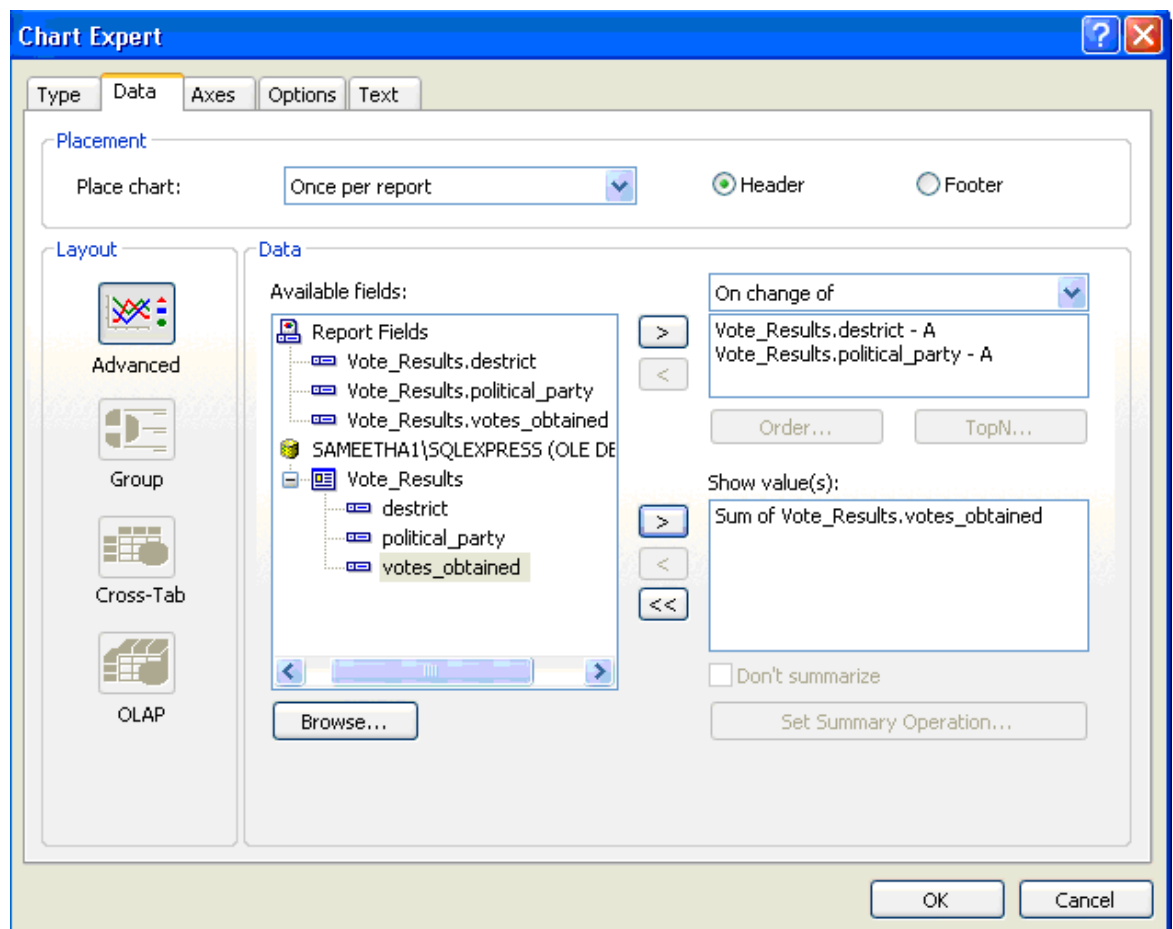 Chart Expert
Type Data Axes Options Text
Placement
Place chart: Once per report Header Footer
Layout
Advanced
Group
Cross-Tab
OLAP
Data
Available fields:
Report Fields
Vote_Results.destrict
Vote_Results.political_party
Vote_Results.votes_obtained
SAMEETHA1\SQLEXPRESS (OLE DE
Vote_Results
destrict
political_party
votes_obtained
Browse...
>
<
On change of
Vote_Results.destrict - A
Vote_Results.political_party - A
Order... TopN...
Show value(s):
>
<
<<
Sum of Vote_Results.votes_obtained
Don't summarize
Set Summary Operation...
OK Cancel